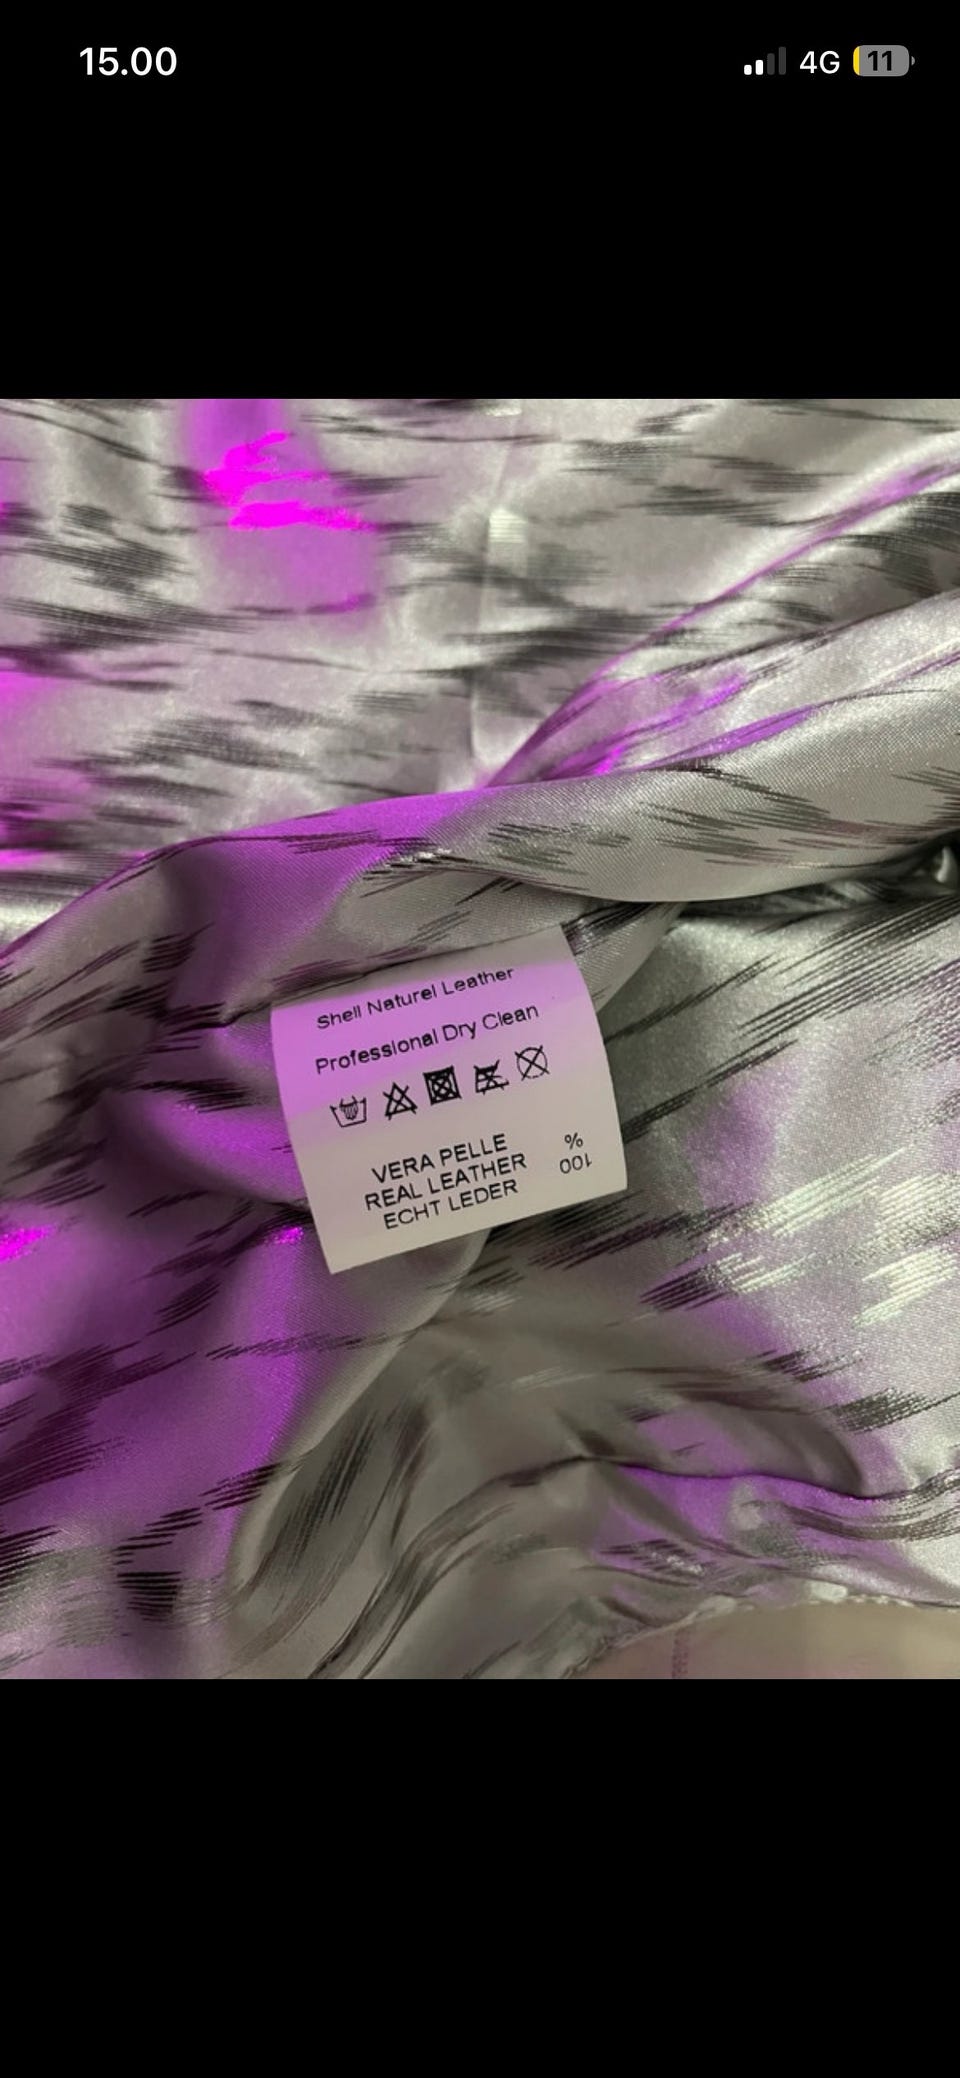 15.00
4G
11
Shell Naturel Leather
Professional Dry Clean
VERA PELLE
REAL LEATHER
ECHT LEDER
%
100